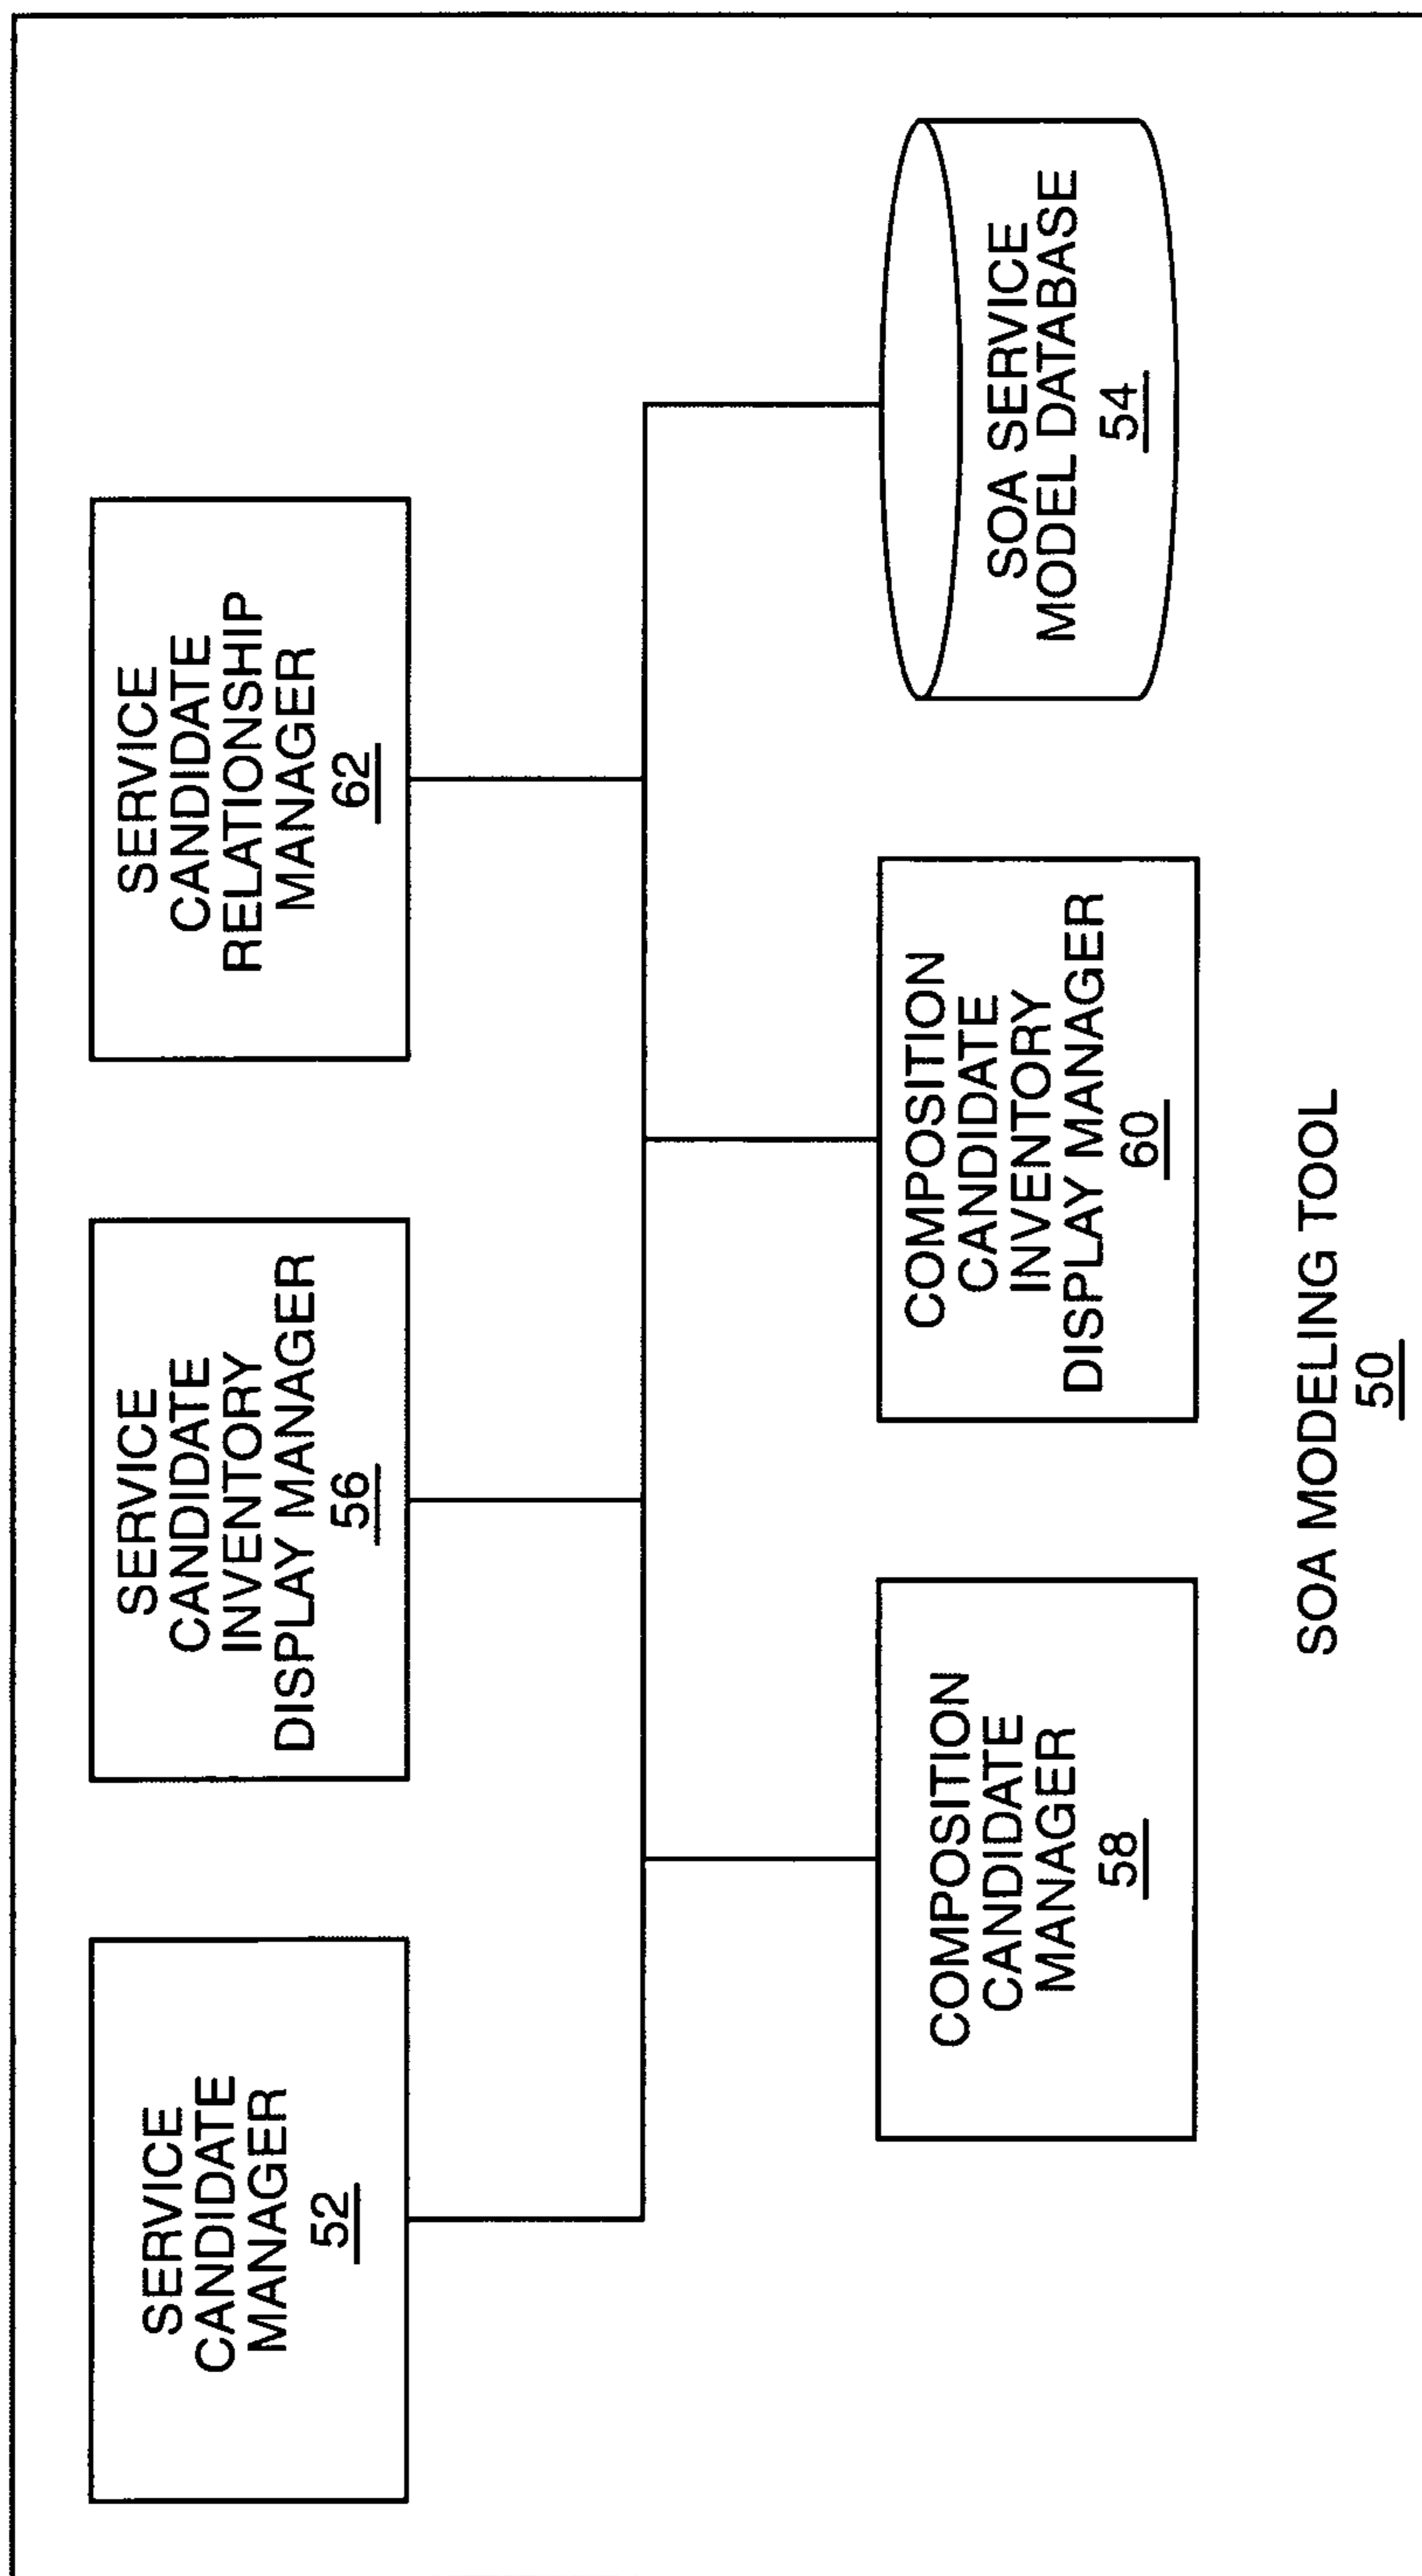 SERVICE
CANDIDATE
MANAGER
52
SERVICE
CANDIDATE
INVENTORY
DISPLAY MANAGER
56
SERVICE
CANDIDATE
RELATIONSHIP
MANAGER
62
COMPOSITION
CANDIDATE
MANAGER
58
COMPOSITION
CANDIDATE
INVENTORY
DISPLAY MANAGER
60
SOA SERVICE
MODEL DATABASE
54
SOA MODELING TOOL
50